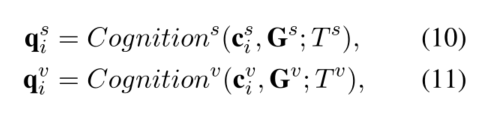 q_i^s = Cognition^s(c_i^s, G^s; T^s), (10)
q_i^v = Cognition^v(c_i^v, G^v; T^v), (11)